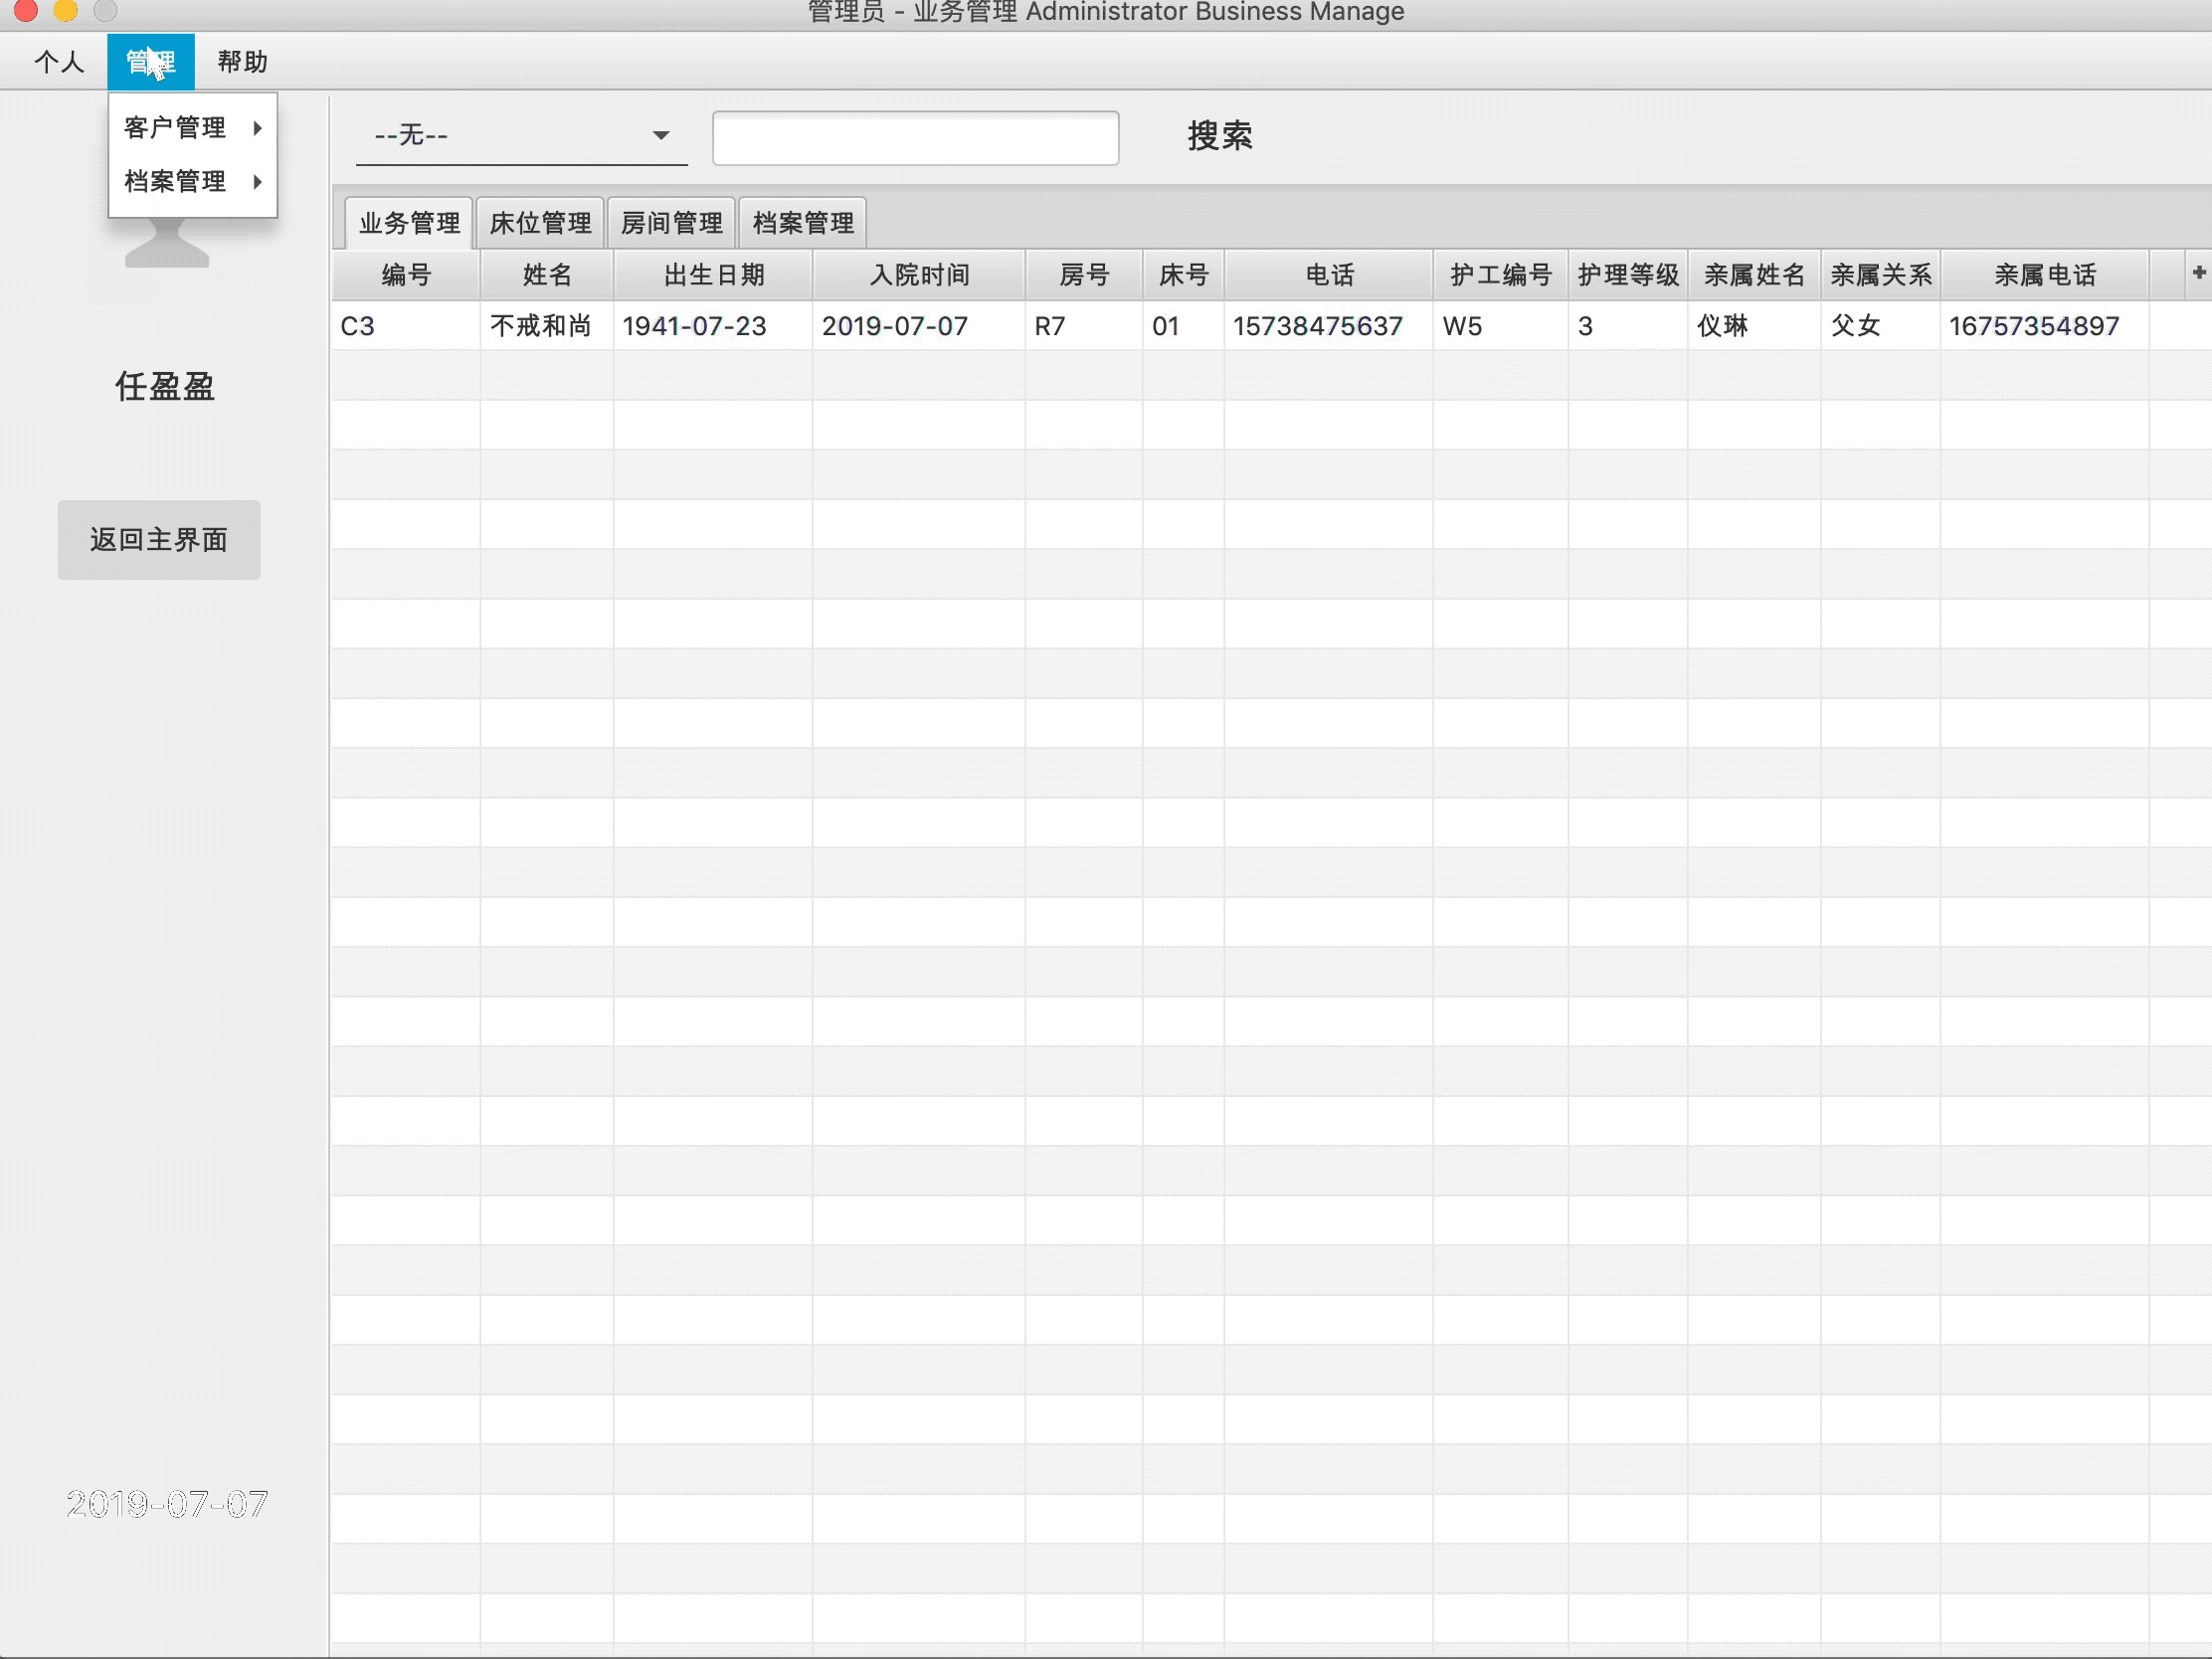 管理员 - 业务管理 Administrator Business Manage
个人 管理 帮助
客户管理
档案管理
--无-- 搜索
业务管理 床位管理 房间管理 档案管理
编号 姓名 出生日期 入院时间 房号 床号 电话 护工编号 护理等级 亲属姓名 亲属关系 亲属电话 +
C3 不戒和尚 1941-07-23 2019-07-07 R7 01 15738475637 W5 3 仪琳 父女 16757354897
任盈盈
返回主界面
2019-07-07